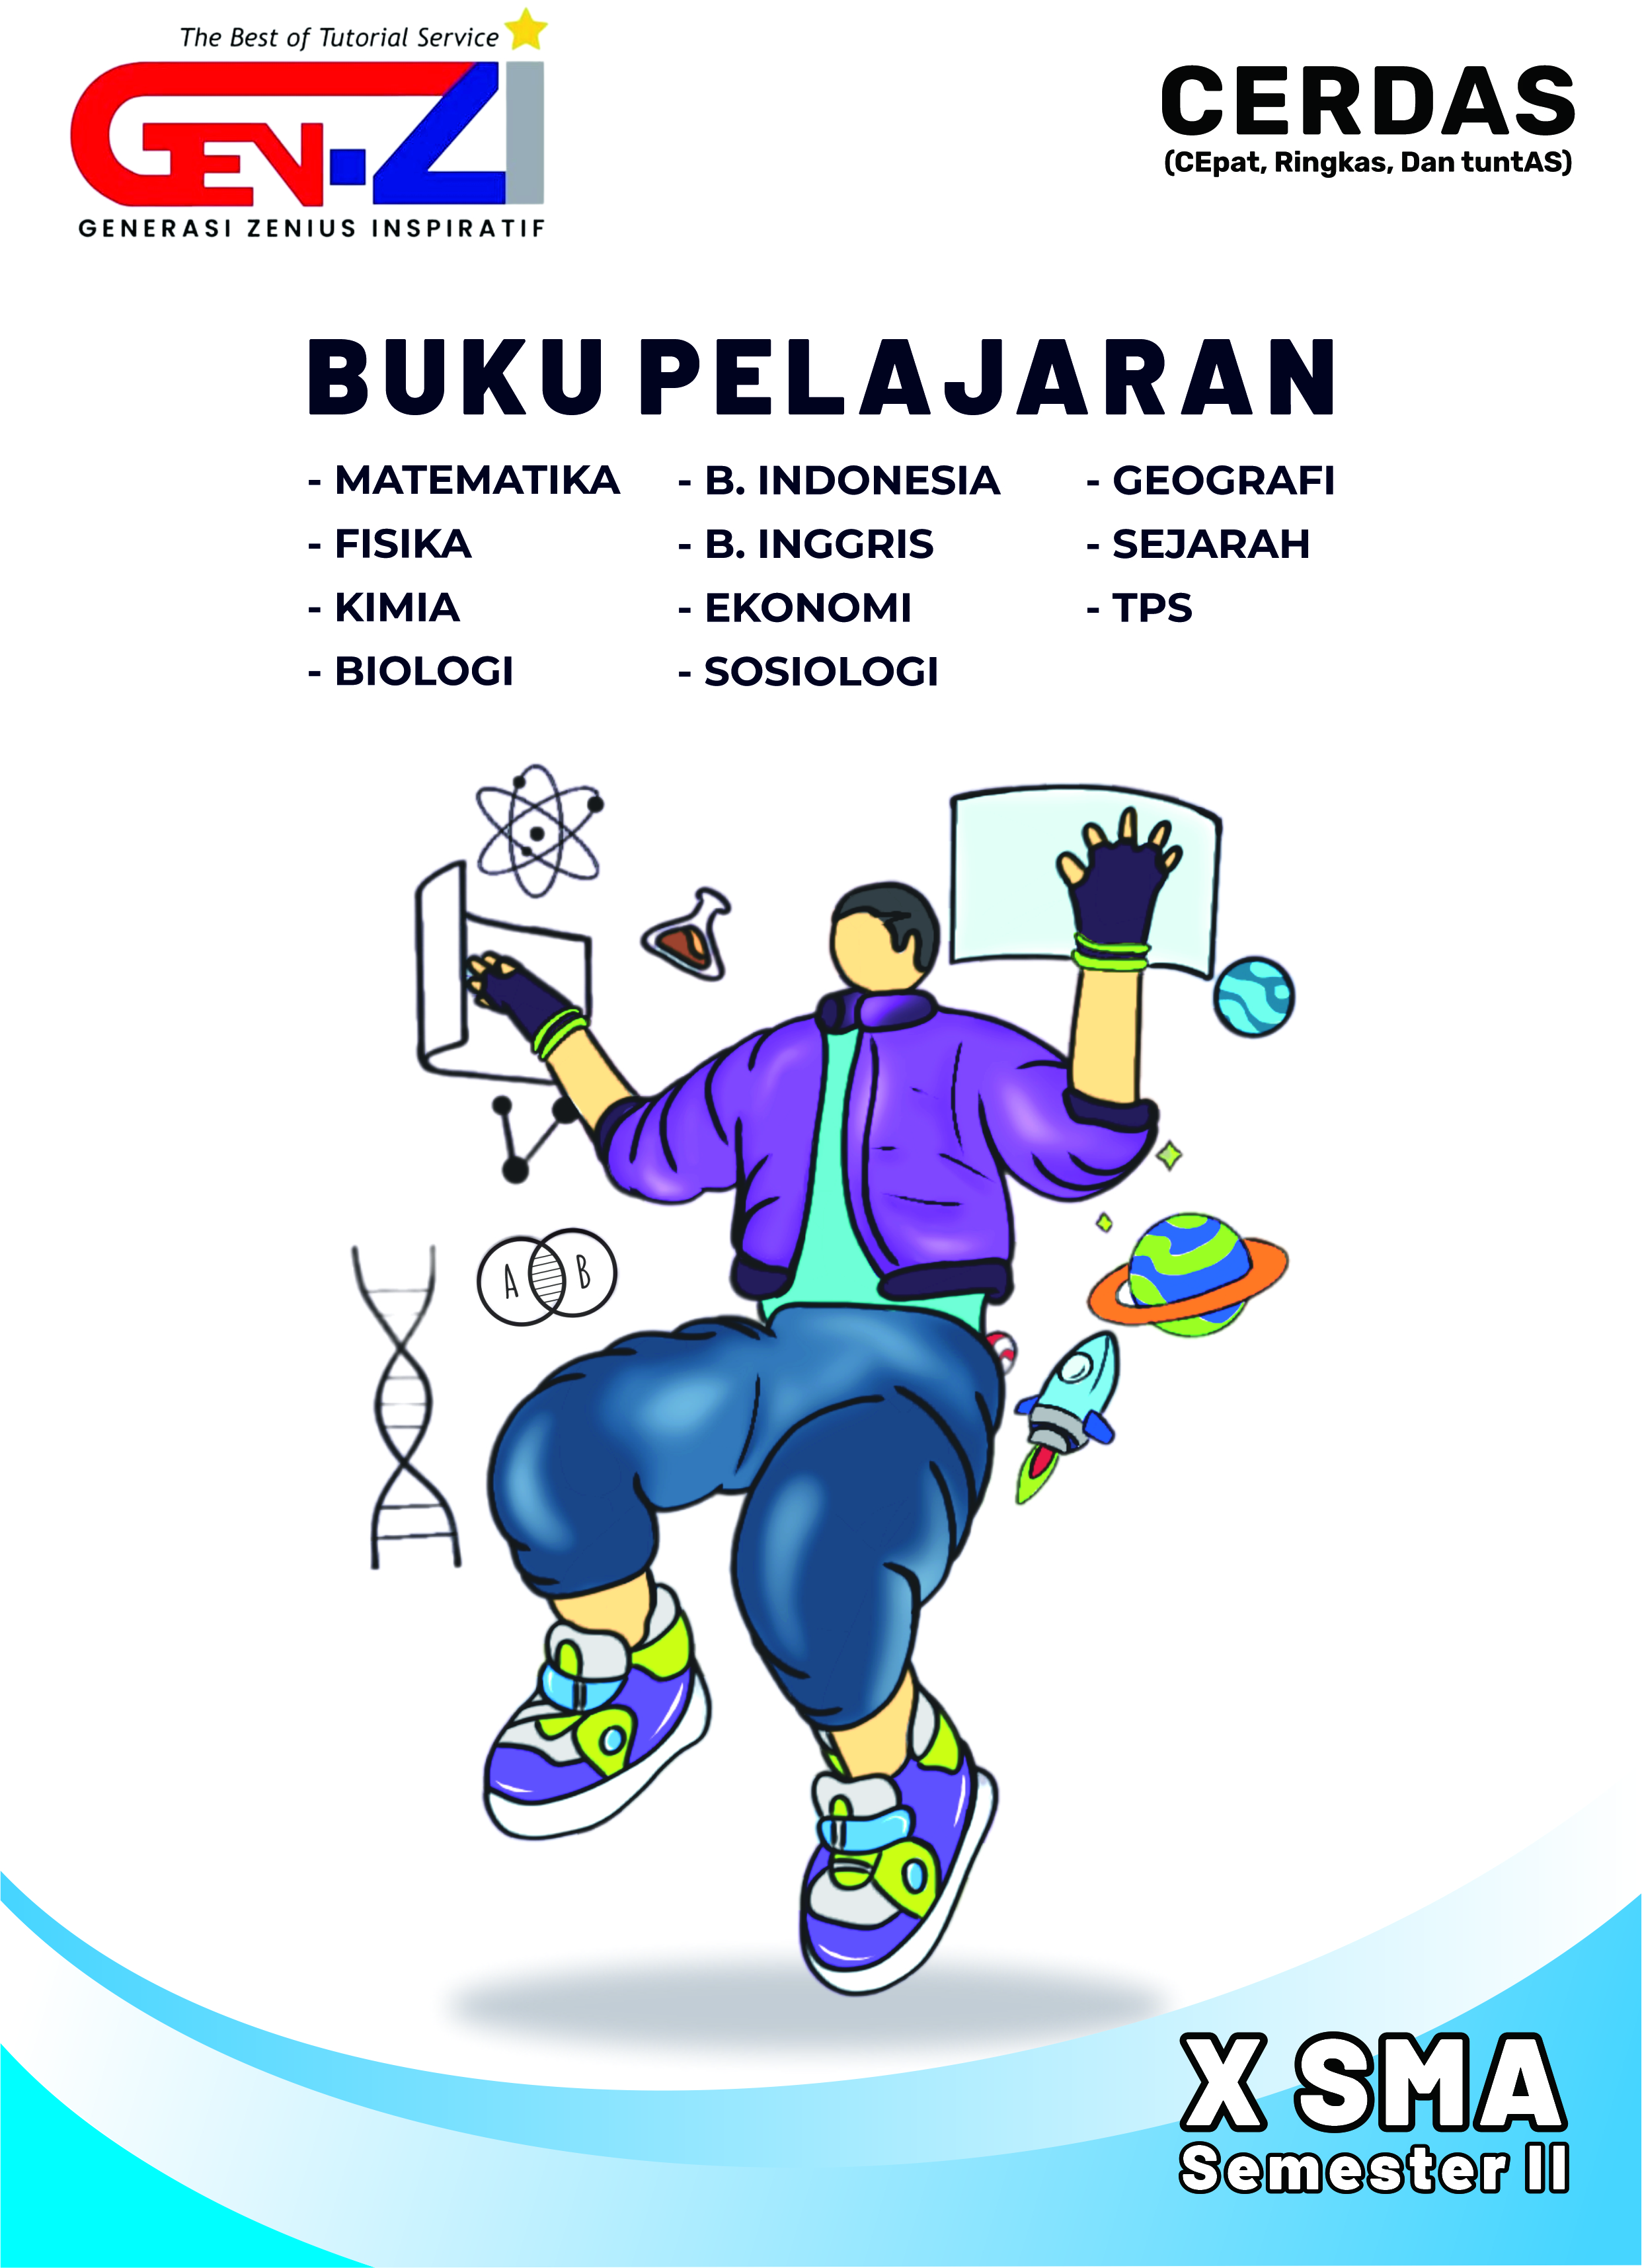 The Best of Tutorial Service
GEN-ZI
GENERASI ZENIUS INSPIRATIF
CERDAS
(CEpat, Ringkas, Dan tuntAS)
BUKU PELAJARAN
- MATEMATIKA
- FISIKA
- KIMIA
- BIOLOGI
- B. INDONESIA
- B. INGGRIS
- EKONOMI
- SOSIOLOGI
- GEOGRAFI
- SEJARAH
- TPS
A B
X SMA
Semester II